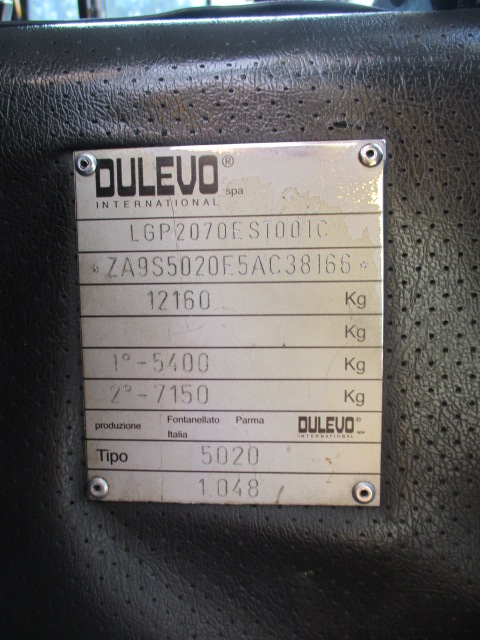 DULEVO® spa
INTERNATIONAL
LGP2070EST001C
*ZA9S5020E5AC38166*
12160 Kg
Kg
1°-5400 Kg
2°-7150 Kg
produzione Fontanellato Parma DULEVO® spa
Italia INTERNATIONAL
Tipo 5020
1.048